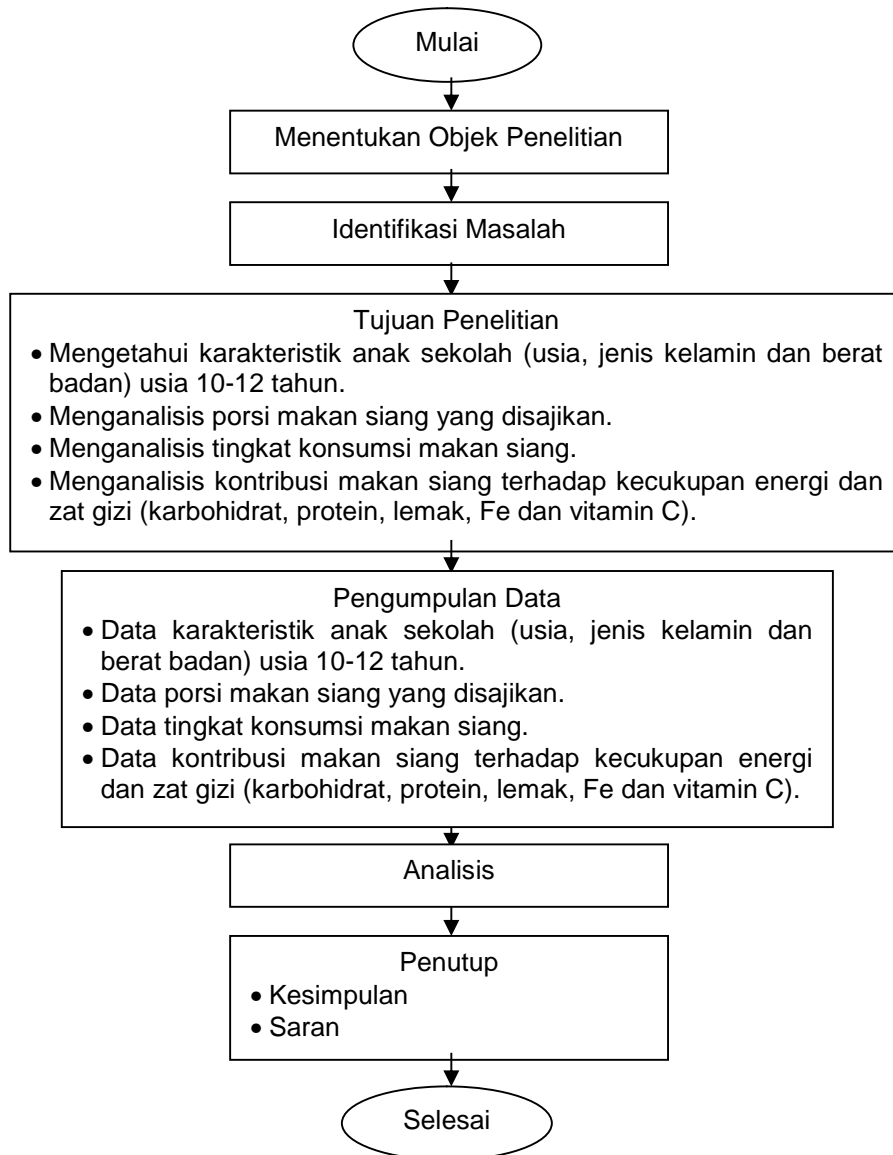 Mulai
Menentukan Objek Penelitian
Identifikasi Masalah
Tujuan Penelitian
• Mengetahui karakteristik anak sekolah (usia, jenis kelamin dan berat
badan) usia 10-12 tahun.
• Menganalisis porsi makan siang yang disajikan.
• Menganalisis tingkat konsumsi makan siang.
• Menganalisis kontribusi makan siang terhadap kecukupan energi dan
zat gizi (karbohidrat, protein, lemak, Fe dan vitamin C).
Pengumpulan Data
• Data karakteristik anak sekolah (usia, jenis kelamin dan
berat badan) usia 10-12 tahun.
• Data porsi makan siang yang disajikan.
• Data tingkat konsumsi makan siang.
• Data kontribusi makan siang terhadap kecukupan energi
dan zat gizi (karbohidrat, protein, lemak, Fe dan vitamin C).
Analisis
Penutup
• Kesimpulan
• Saran
Selesai